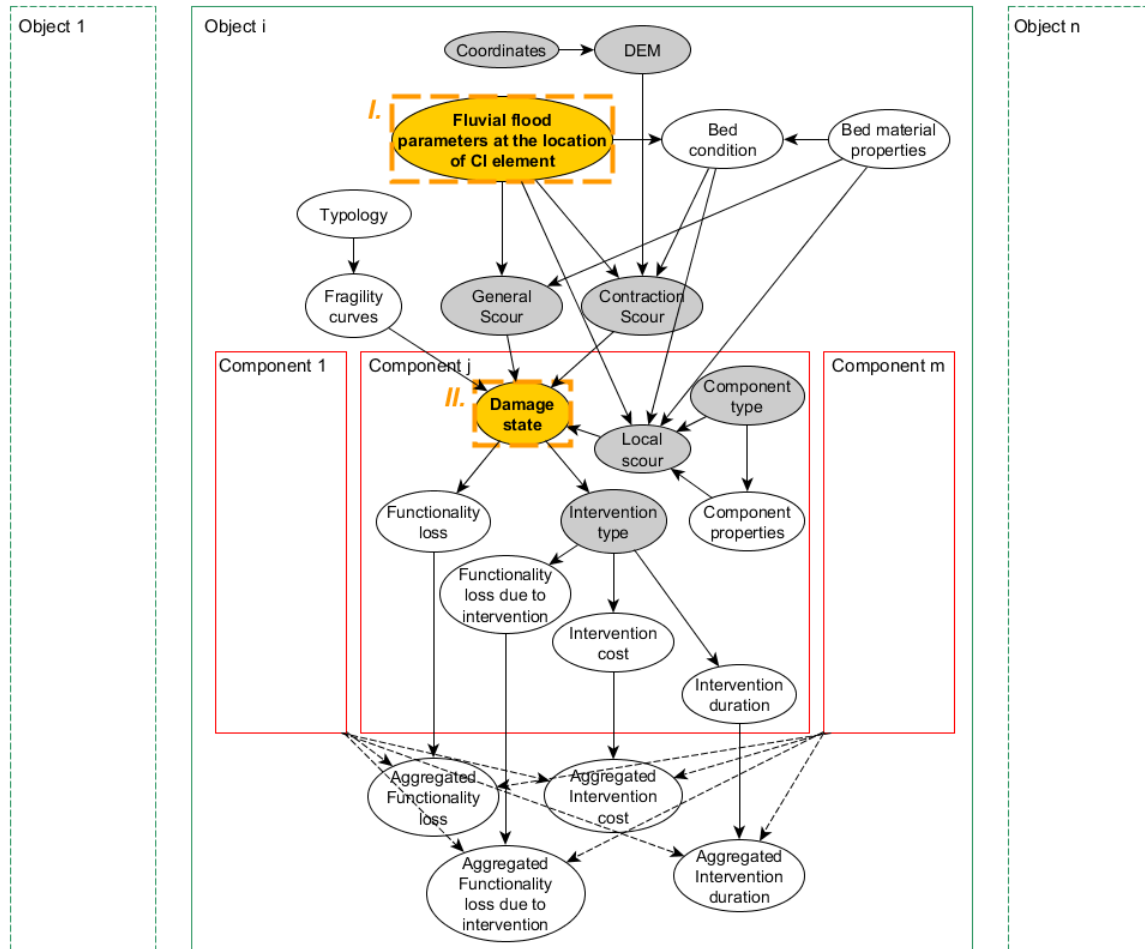 Object 1
Object i
Object n
Coordinates
DEM
I.
Fluvial flood
parameters at the location
of CI element
Bed
condition
Bed material
properties
Typology
Fragility
curves
General
Scour
Contraction
Scour
Component 1
Component j
Component m
II.
Damage
state
Component
type
Local
scour
Functionality
loss
Intervention
type
Component
properties
Functionality
loss due to
intervention
Intervention
cost
Intervention
duration
Aggregated
Functionality
loss
Aggregated
Intervention
cost
Aggregated
Functionality
loss due to
intervention
Aggregated
Intervention
duration